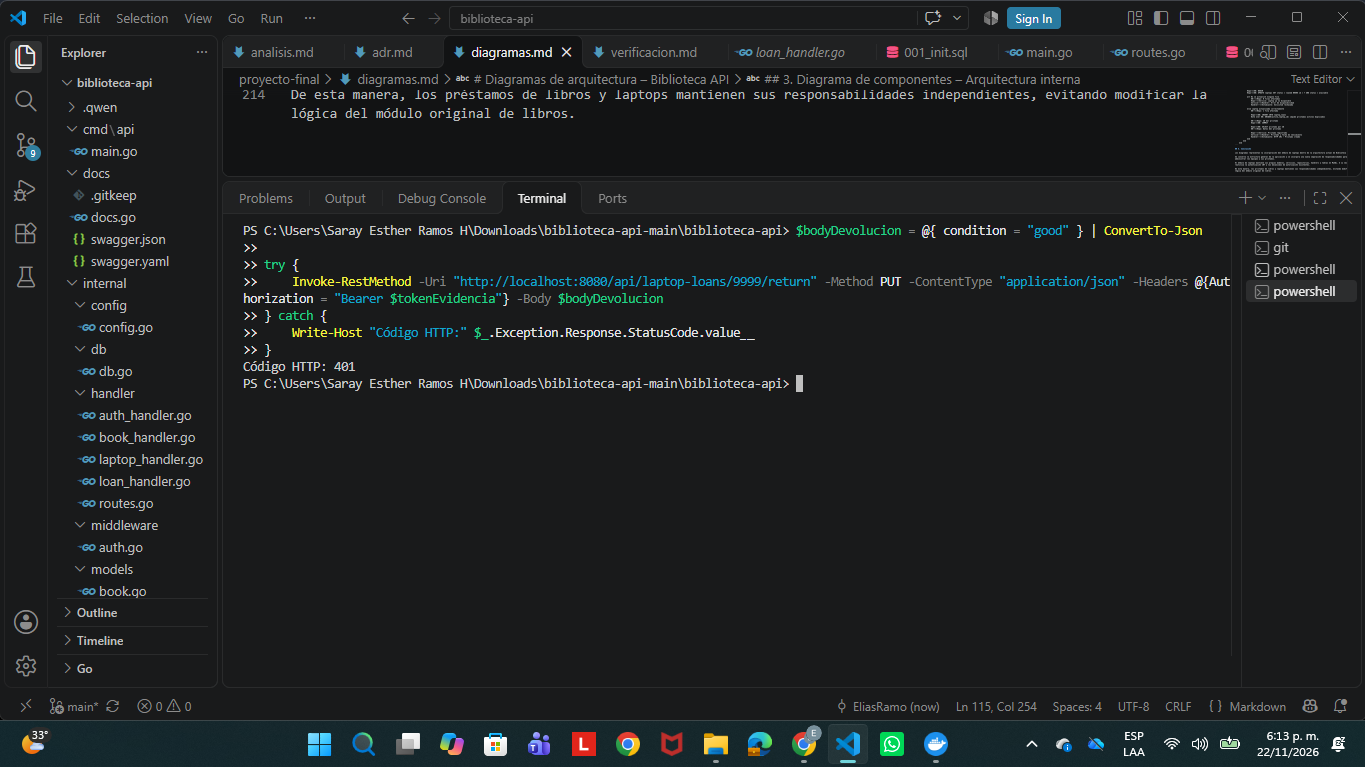 File Edit Selection View Go Run ··· biblioteca-api Sign In
Explorer ···
analisis.md adr.md diagramas.md verificacion.md loan_handler.go 001_init.sql main.go routes.go
proyecto-final > diagramas.md > # Diagramas de arquitectura – Biblioteca API > ## 3. Diagrama de componentes – Arquitectura interna
Text Editor
214 De esta manera, los préstamos de libros y laptops mantienen sus responsabilidades independientes, evitando modificar la
lógica del módulo original de libros.
biblioteca-api
.qwen
cmd \ api
main.go
docs
.gitkeep
docs.go
swagger.json
swagger.yaml
internal
config
config.go
db
db.go
handler
auth_handler.go
book_handler.go
laptop_handler.go
loan_handler.go
routes.go
middleware
auth.go
models
book.go
Outline
Timeline
Go
9
Problems Output Debug Console Terminal Ports
PS C:\Users\Saray Esther Ramos H\Downloads\biblioteca-api-main\biblioteca-api> $bodyDevolucion = @{ condition = "good" } | ConvertTo-Json
>>
>> try {
>>     Invoke-RestMethod -Uri "http://localhost:8080/api/laptop-loans/9999/return" -Method PUT -ContentType "application/json" -Headers @{Aut
horization = "Bearer $tokenEvidencia"} -Body $bodyDevolucion
>> } catch {
>>     Write-Host "Código HTTP:" $_.Exception.Response.StatusCode.value__
>> }
Código HTTP: 401
PS C:\Users\Saray Esther Ramos H\Downloads\biblioteca-api-main\biblioteca-api>
powershell
git
powershell
powershell
main* 0 0 EliasRamo (now) Ln 115, Col 254 Spaces: 4 UTF-8 CRLF { } Markdown
33°
L
E
ESP
LAA
6:13 p. m.
22/11/2026